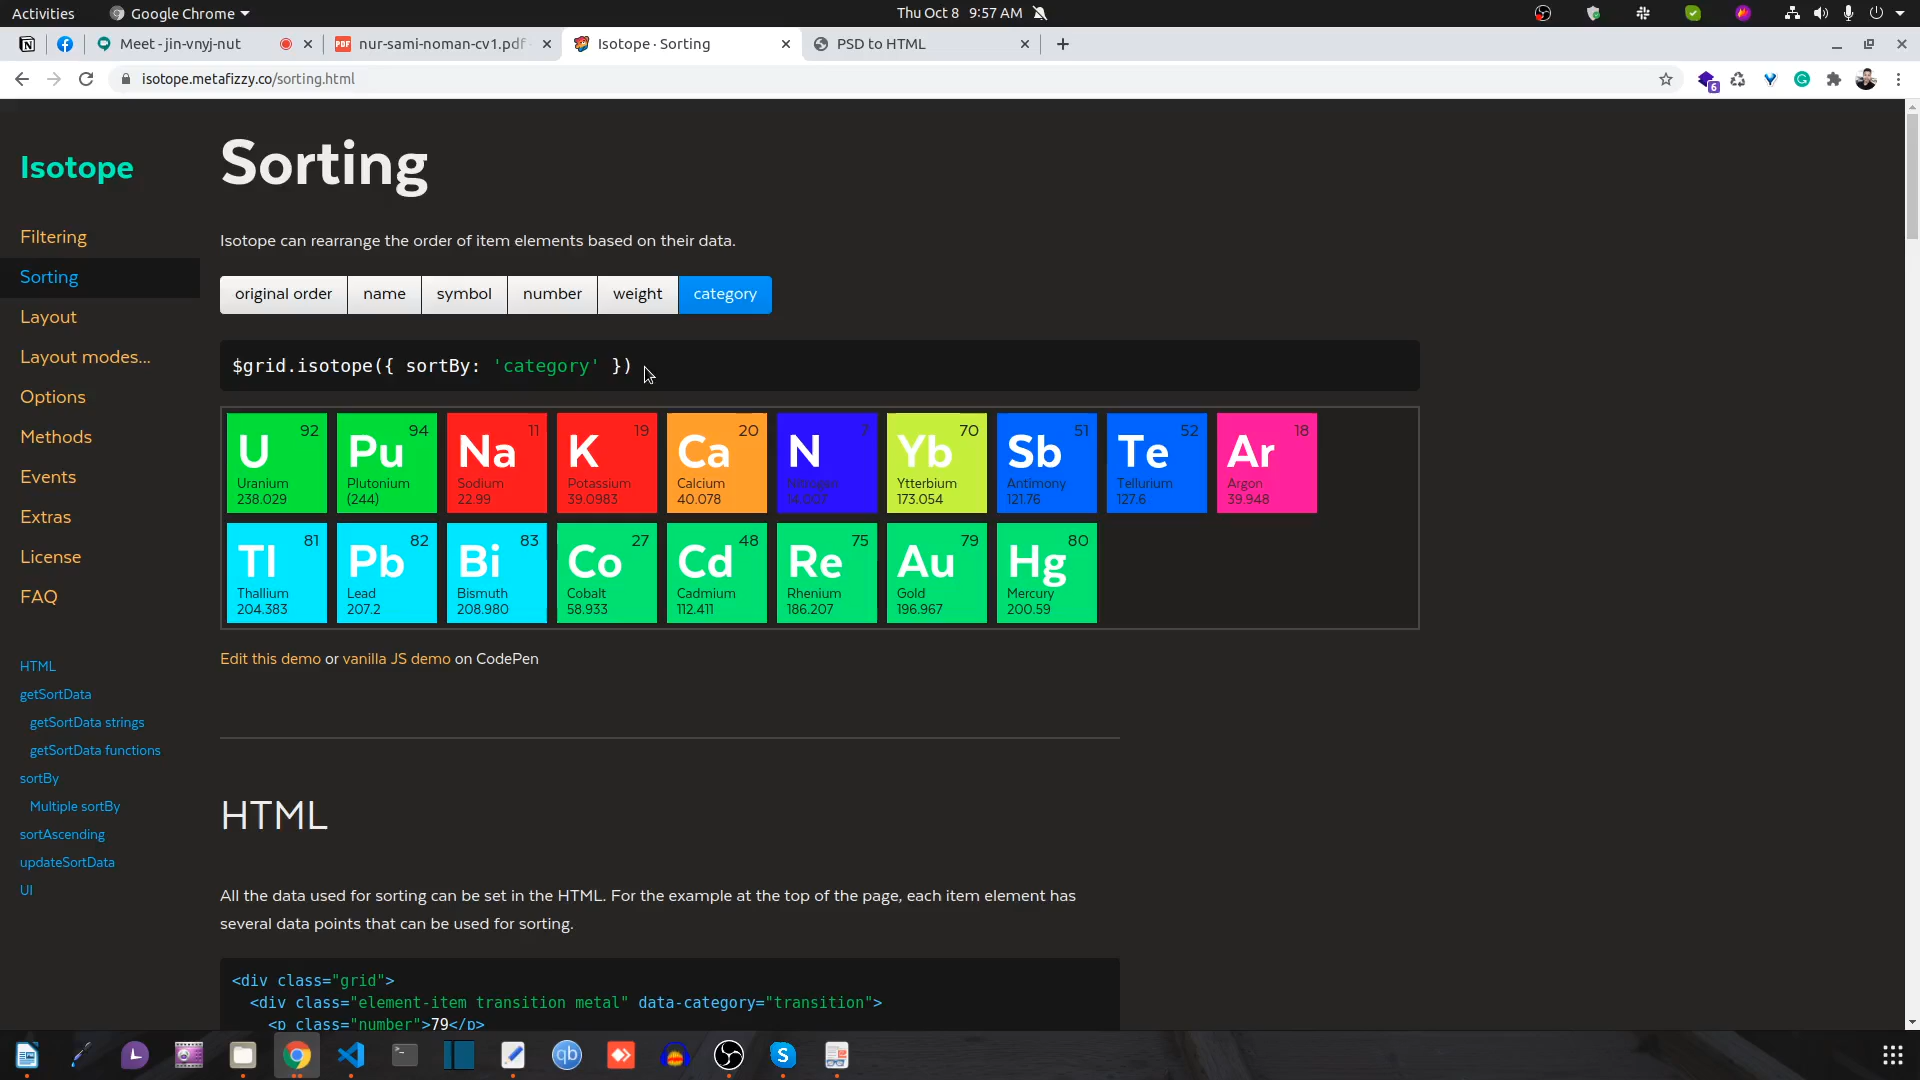 Activities
Google Chrome
Thu Oct 8 9:57 AM
Meet - jin-vnyj-nut
PDF
nur-sami-noman-cv1.pdf
Isotope · Sorting
PSD to HTML
isotope.metafizzy.co/sorting.html
6
Isotope
Filtering
Sorting
Layout
Layout modes...
Options
Methods
Events
Extras
License
FAQ
HTML
getSortData
getSortData strings
getSortData functions
sortBy
Multiple sortBy
sortAscending
updateSortData
UI
Sorting
Isotope can rearrange the order of item elements based on their data.
original order name symbol number weight category
$grid.isotope({ sortBy: 'category' })
92
U
Uranium
238.029
94
Pu
Plutonium
(244)
11
Na
Sodium
22.99
19
K
Potassium
39.0983
20
Ca
Calcium
40.078
7
N
Nitrogen
14.007
70
Yb
Ytterbium
173.054
51
Sb
Antimony
121.76
52
Te
Tellurium
127.6
18
Ar
Argon
39.948
81
Tl
Thallium
204.383
82
Pb
Lead
207.2
83
Bi
Bismuth
208.980
27
Co
Cobalt
58.933
48
Cd
Cadmium
112.411
75
Re
Rhenium
186.207
79
Au
Gold
196.967
80
Hg
Mercury
200.59
Edit this demo or vanilla JS demo on CodePen
HTML
All the data used for sorting can be set in the HTML. For the example at the top of the page, each item element has
several data points that can be used for sorting.
<div class="grid">
<div class="element-item transition metal" data-category="transition">
<p class="number">79</p>
qb